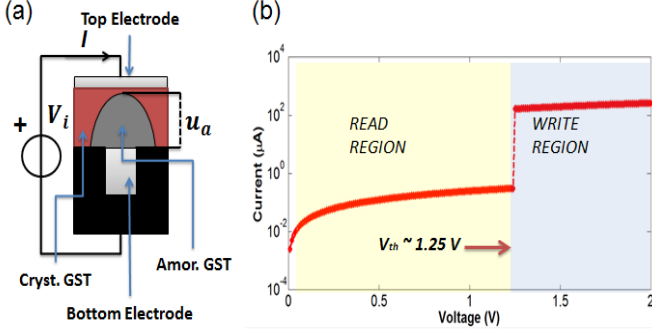 (a)
Top Electrode
I
+
V_i
u_a
Cryst. GST
Amor. GST
Bottom Electrode
(b)
Current (μA)
10^4
10^2
10^0
10^-2
10^-4
READ
REGION
WRITE
REGION
V_th ~ 1.25 V
0
0.5
1
1.5
2
Voltage (V)